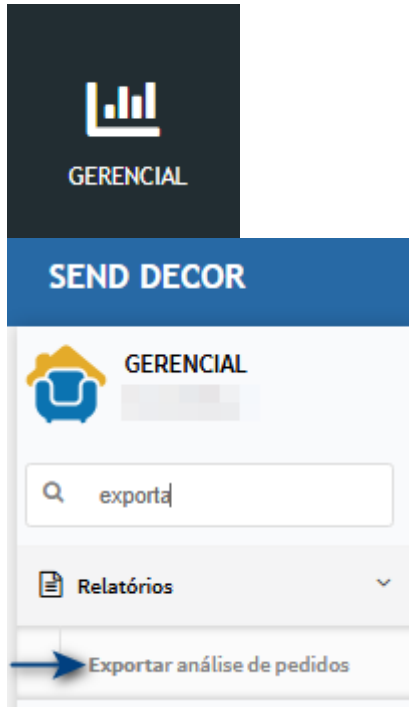 GERENCIAL
SEND DECOR
GERENCIAL
exporta
Relatórios
Exportar análise de pedidos